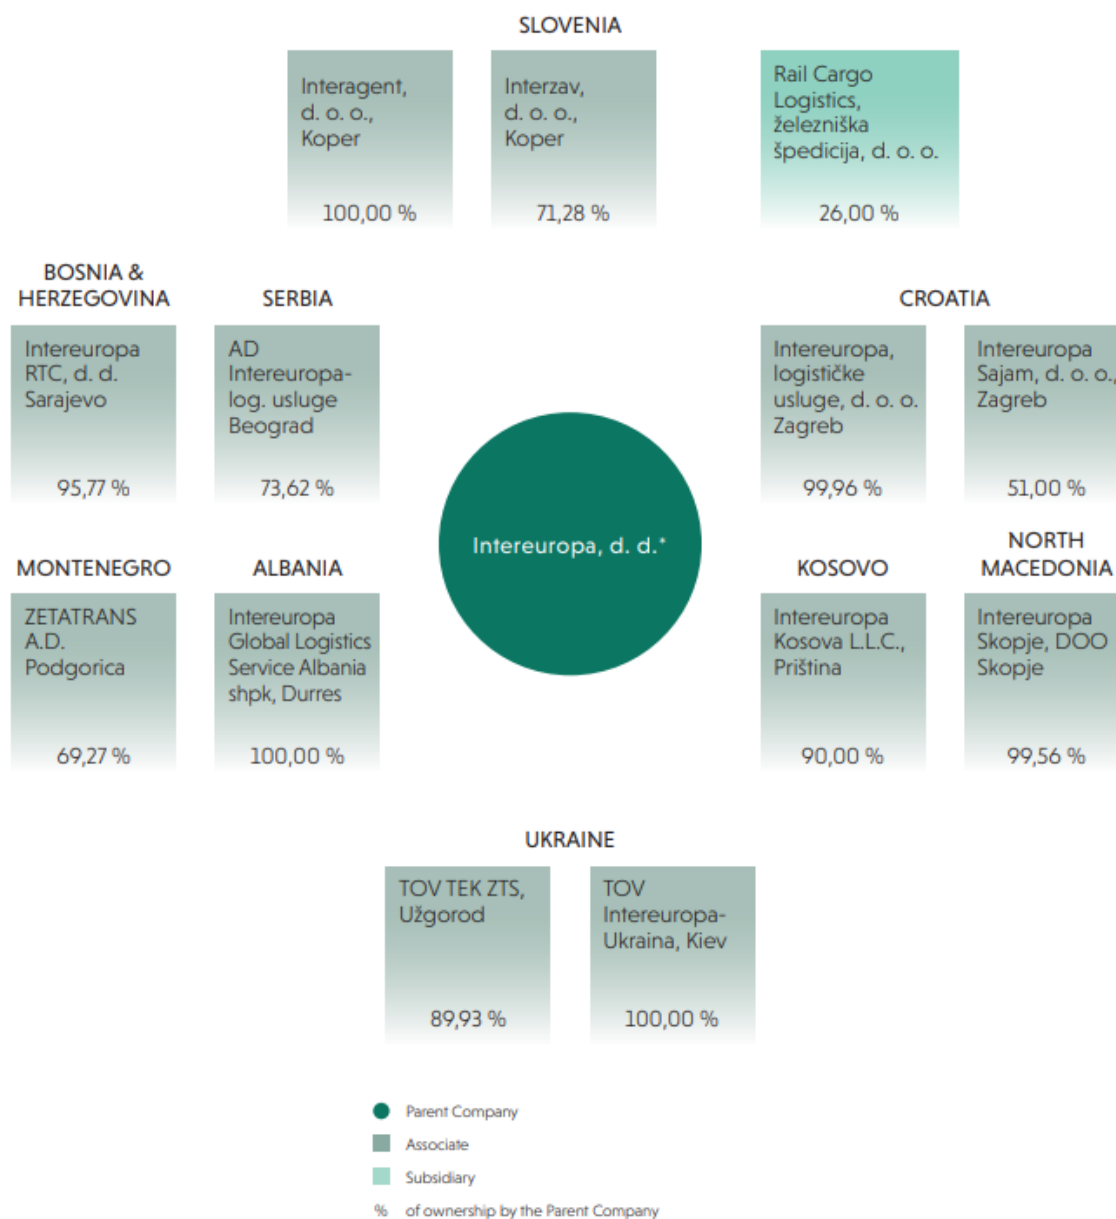 SLOVENIA
Interagent,
d. o. o.,
Koper
100,00 %
Interzav,
d. o. o.,
Koper
71,28 %
Rail Cargo
Logistics,
železniška
špedicija, d. o. o.
26,00 %
BOSNIA &
HERZEGOVINA
Intereuropa
RTC, d. d.
Sarajevo
95,77 %
SERBIA
AD
Intereuropa-
log. usluge
Beograd
73,62 %
CROATIA
Intereuropa,
logističke
usluge, d. o. o.
Zagreb
99,96 %
Intereuropa
Sajam, d. o. o.,
Zagreb
51,00 %
Intereuropa, d. d.*
MONTENEGRO
ZETATRANS
A.D.
Podgorica
69,27 %
ALBANIA
Intereuropa
Global Logistics
Service Albania
shpk, Durres
100,00 %
KOSOVO
Intereuropa
Kosova L.L.C.,
Priština
90,00 %
NORTH
MACEDONIA
Intereuropa
Skopje, DOO
Skopje
99,56 %
UKRAINE
TOV TEK ZTS,
Užgorod
89,93 %
TOV
Intereuropa-
Ukraina, Kiev
100,00 %
Parent Company
Associate
Subsidiary
% of ownership by the Parent Company